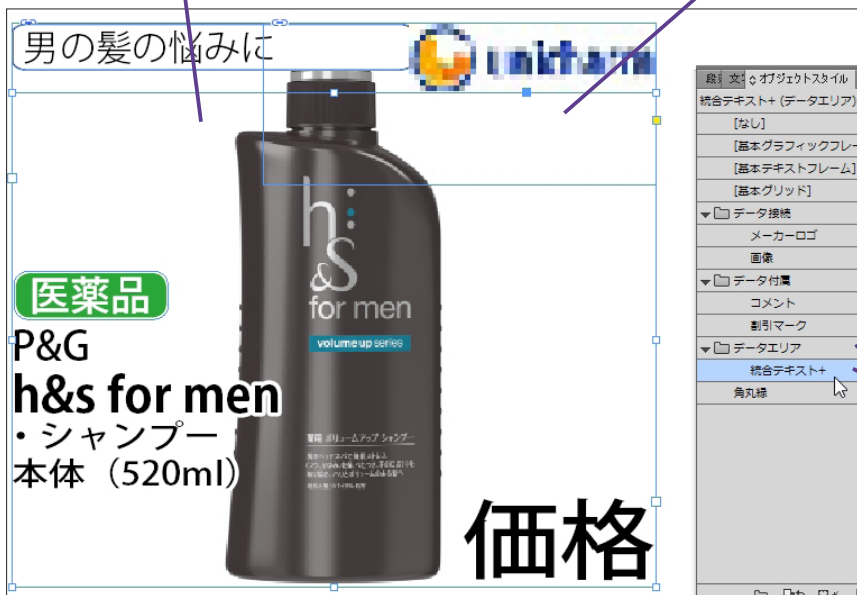 男の髪の悩みに
unicharm
h&s
for men
volumeup series
医薬品
P&G
h&s for men
・シャンプー
本体（520ml）
薬用 ボリュームアップ シャンプー
価格
オブジェクトスタイル
統合テキスト+ (データエリア)
[なし]
[基本グラフィックフレー
[基本テキストフレーム]
[基本グリッド]
データ接続
メーカーロゴ
画像
データ付属
コメント
割引マーク
データエリア
統合テキスト+
角丸縁